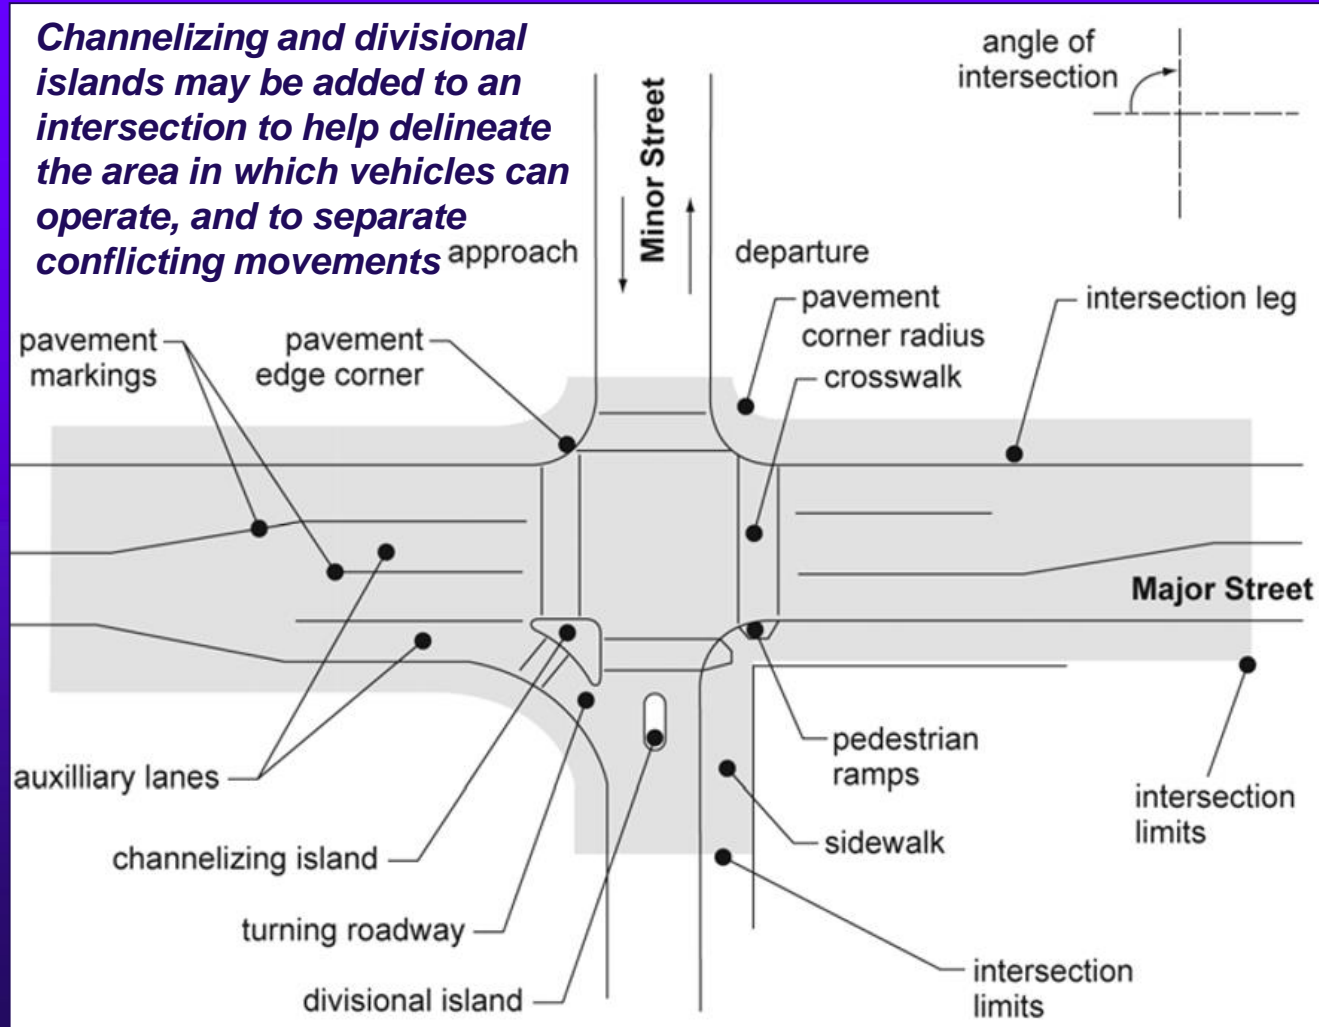 Channelizing and divisional
islands may be added to an
intersection to help delineate
the area in which vehicles can
operate, and to separate
conflicting movements
angle of
intersection
Minor Street
approach
departure
pavement
corner radius
intersection leg
pavement
markings
pavement
edge corner
crosswalk
Major Street
auxilliary lanes
pedestrian
ramps
intersection
limits
sidewalk
channelizing island
turning roadway
divisional island
intersection
limits